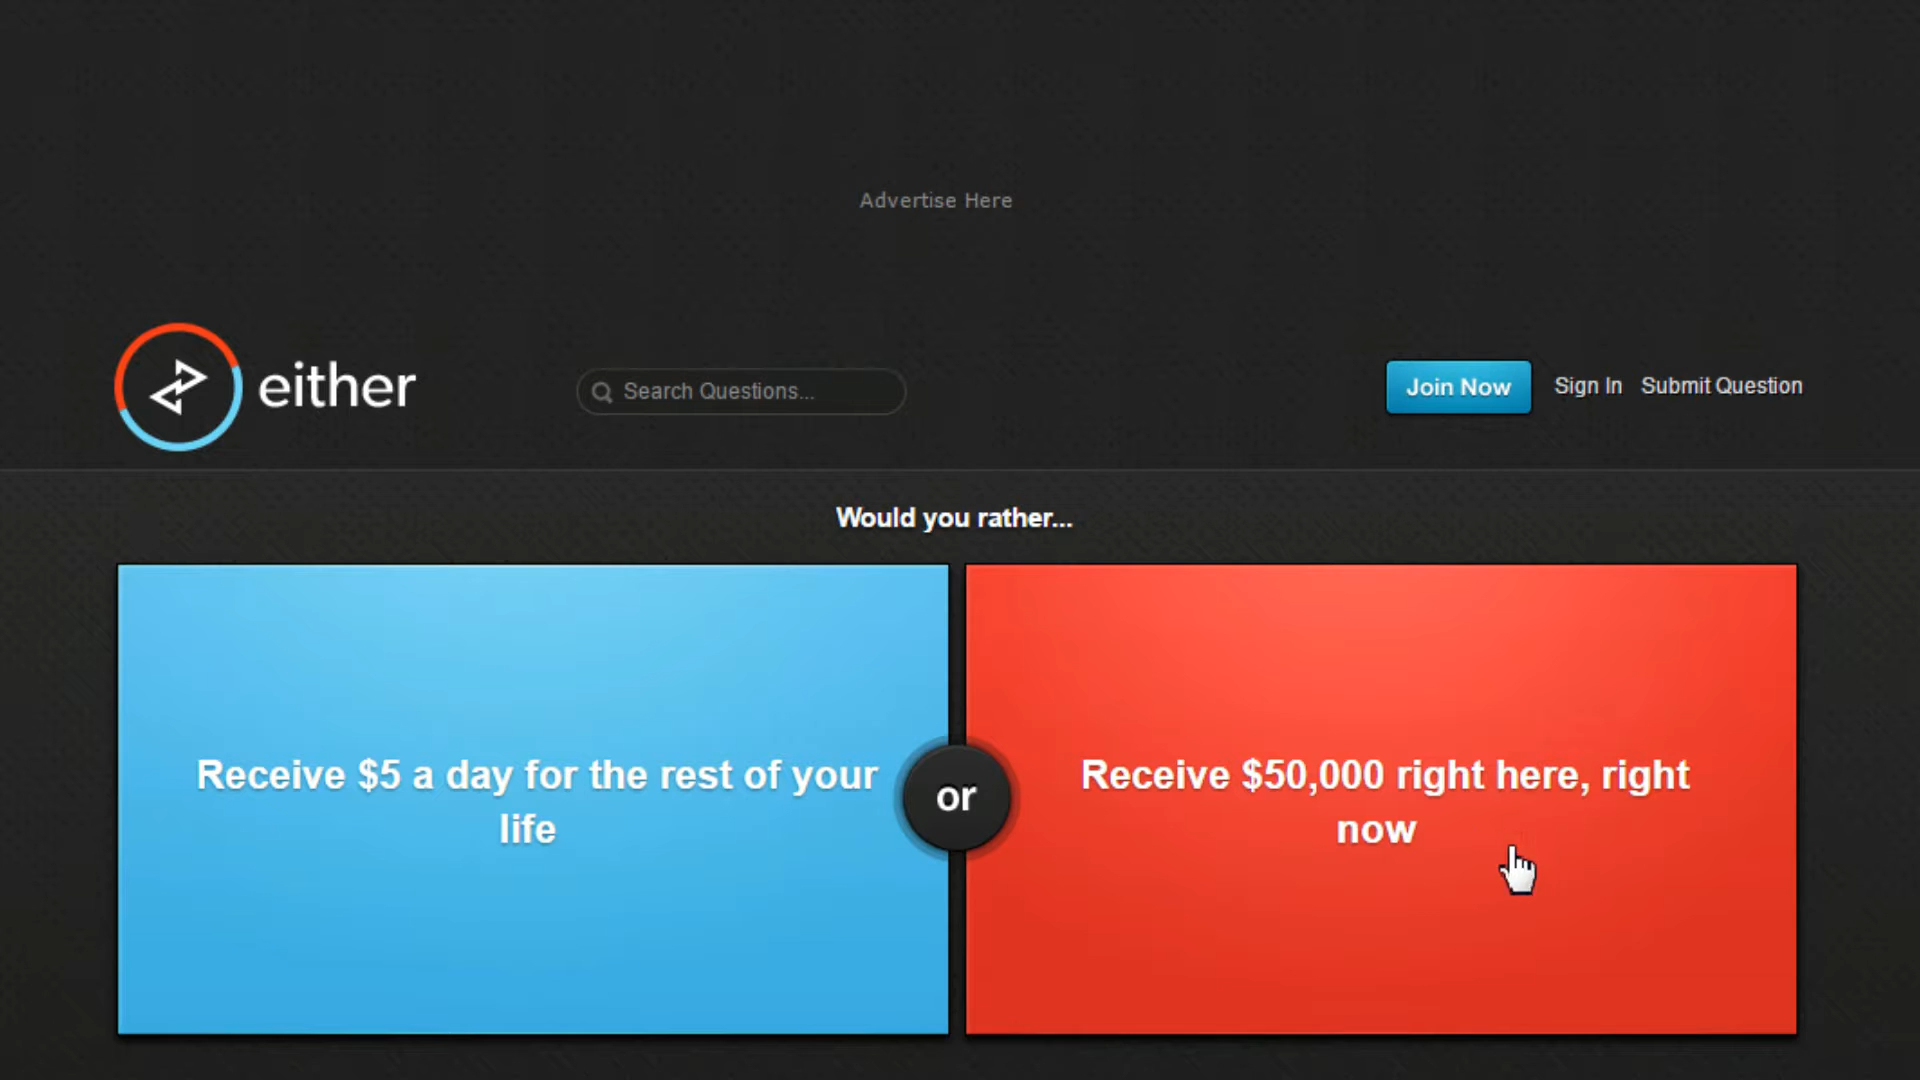 Advertise Here
either
Search Questions...
Join Now
Sign In
Submit Question
Would you rather...
Receive $5 a day for the rest of your
life
or
Receive $50,000 right here, right
now